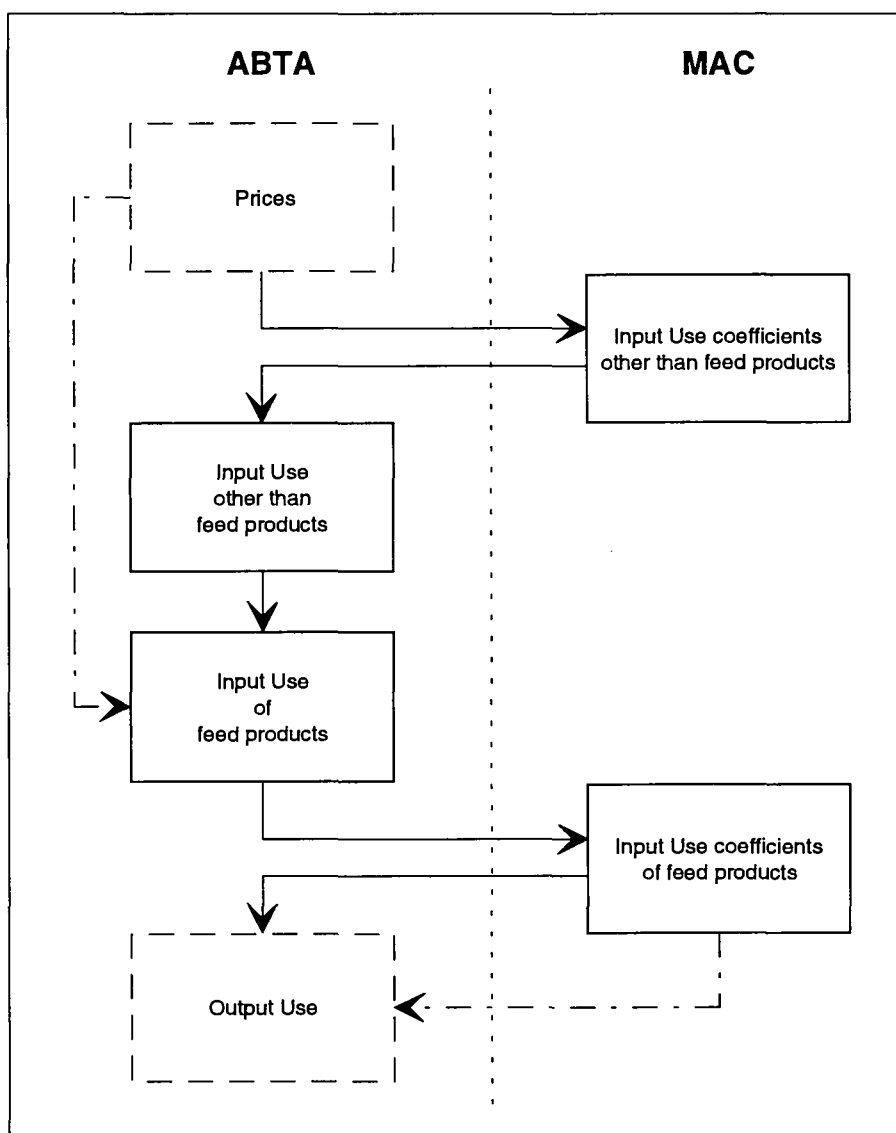 ABTA
MAC
Prices
Input Use coefficients
other than feed products
Input Use
other than
feed products
Input Use
of
feed products
Input Use coefficients
of feed products
Output Use